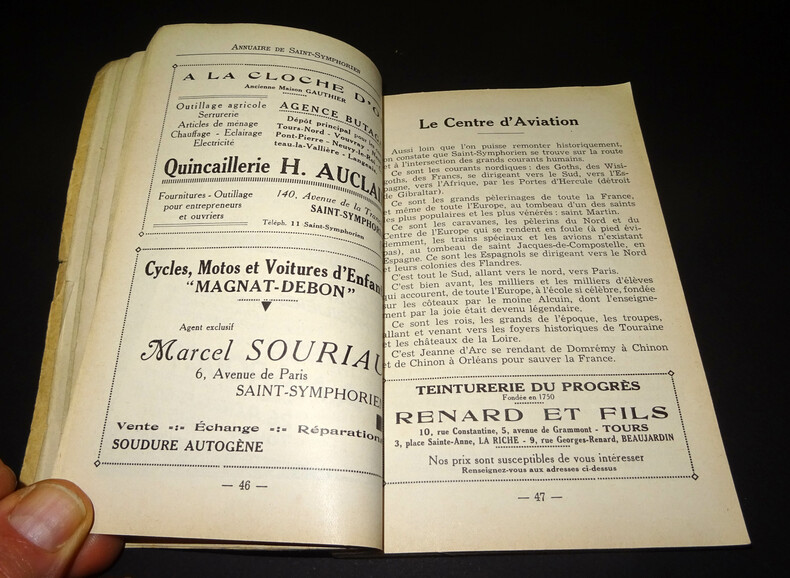 ANNUAIRE DE SAINT-SYMPHORIEN
A LA CLOCHE D'O
Ancienne Maison GAUTHIER
Outillage agricole
Serrurerie
Articles de ménage
Chauffage - Eclairage
Electricité
AGENCE BUTAG
Dépôt principal pour les
Tours-Nord - Vouvray -
Pont-Pierre - Neuvy-le-R
teau-la-Vallière - Langeais
Quincaillerie H. AUCLA
Fournitures - Outillage
pour entrepreneurs
et ouvriers
140, Avenue de la Tran
SAINT-SYMPHO
Téléph. 11 Saint-Symphorien
Cycles, Motos et Voitures d'Enfant
"MAGNAT-DEBON"
Agent exclusif
Marcel SOURIAU
6, Avenue de Paris
SAINT-SYMPHORIE
Vente -:- Échange -:- Réparation
SOUDURE AUTOGÈNE
— 46 —
Le Centre d'Aviation
Aussi loin que l'on puisse remonter historiquement,
on constate que Saint-Symphorien se trouve sur la route
et à l'intersection des grands courants humains.
Ce sont les courants nordiques : des Goths, des Wisi-
goths, des Francs, se dirigeant vers le Sud, vers l'Es-
pagne, vers l'Afrique, par les Portes d'Hercule (détroit
de Gibraltar).
Ce sont les grands pèlerinages de toute la France,
et même de toute l'Europe, au tombeau d'un des saints
les plus populaires et les plus vénérés : saint Martin.
Ce sont les caravanes, les pèlerins du Nord et du
Centre de l'Europe qui se rendent en foule (à pied évi-
demment, les trains spéciaux et les avions n'existant
pas), au tombeau de saint Jacques-de-Compostelle, en
Espagne. Ce sont les Espagnols se dirigeant vers le Nord
et leurs colonies des Flandres.
C'est tout le Sud, allant vers le nord, vers Paris.
C'est bien avant, les milliers et les milliers d'élèves
qui accourent, de toute l'Europe, à l'école si célèbre, fondée
sur les côteaux par le moine Alcuin, dont l'enseigne-
ment par la joie était devenu légendaire.
Ce sont les rois, les grands de l'époque, les troupes,
allant et venant vers les foyers historiques de Touraine
et les châteaux de la Loire.
C'est Jeanne d'Arc se rendant de Domrémy à Chinon
et de Chinon à Orléans pour sauver la France.
TEINTURERIE DU PROGRÈS
Fondée en 1750
RENARD ET FILS
10, rue Constantine, 5, avenue de Grammont - TOURS
3, place Sainte-Anne, LA RICHE - 9, rue Georges-Renard, BEAUJARDIN
Nos prix sont susceptibles de vous intéresser
Renseignez-vous aux adresses ci-dessus
— 47 —